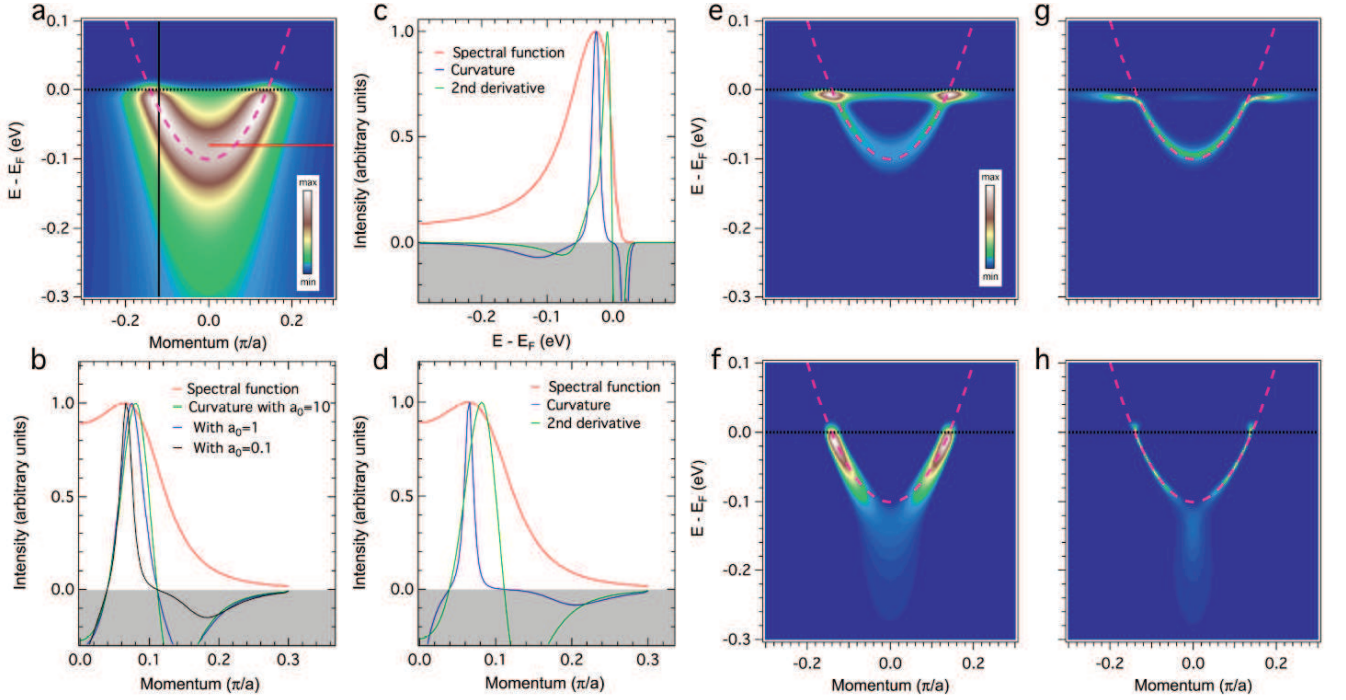 a
0.1
0.0
-0.1
-0.2
-0.3
E - E_F (eV)
max
min
-0.2
0.0
0.2
Momentum (π/a)
c
1.0
0.5
0.0
Intensity (arbitrary units)
Spectral function
Curvature
2nd derivative
-0.2
-0.1
0.0
E - E_F (eV)
e
0.1
0.0
-0.1
-0.2
-0.3
E - E_F (eV)
max
min
g
b
1.0
0.5
0.0
Intensity (arbitrary units)
Spectral function
Curvature with a₀=10
With a₀=1
With a₀=0.1
0.0
0.1
0.2
0.3
Momentum (π/a)
d
1.0
0.5
0.0
Intensity (arbitrary units)
Spectral function
Curvature
2nd derivative
0.0
0.1
0.2
0.3
Momentum (π/a)
f
0.1
0.0
-0.1
-0.2
-0.3
E - E_F (eV)
-0.2
0.0
0.2
Momentum (π/a)
h
-0.2
0.0
0.2
Momentum (π/a)